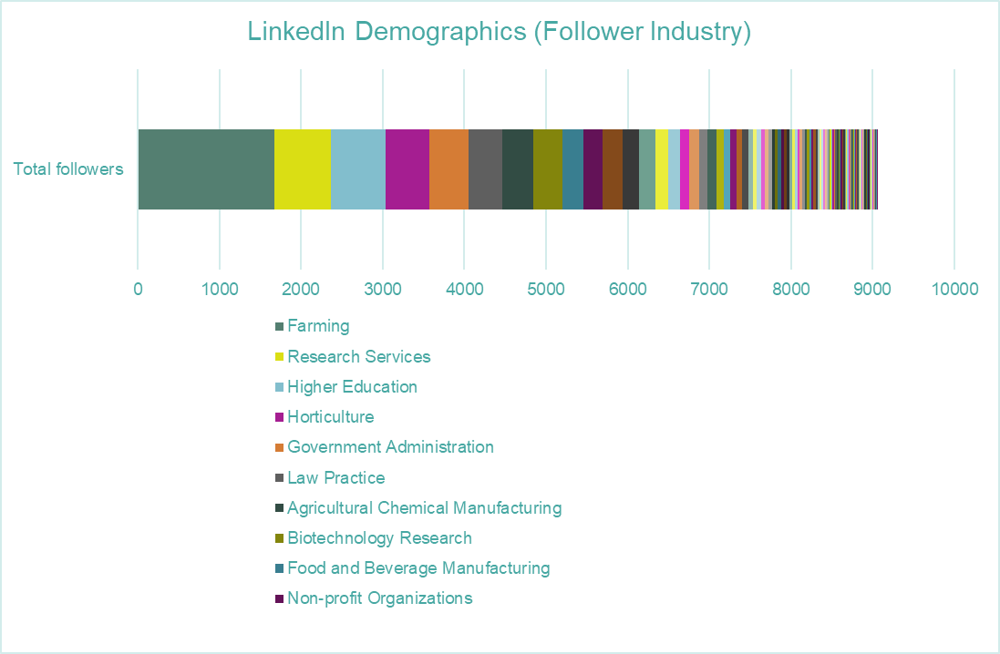 LinkedIn Demographics (Follower Industry)
Total followers
0 1000 2000 3000 4000 5000 6000 7000 8000 9000 10000
Farming
Research Services
Higher Education
Horticulture
Government Administration
Law Practice
Agricultural Chemical Manufacturing
Biotechnology Research
Food and Beverage Manufacturing
Non-profit Organizations